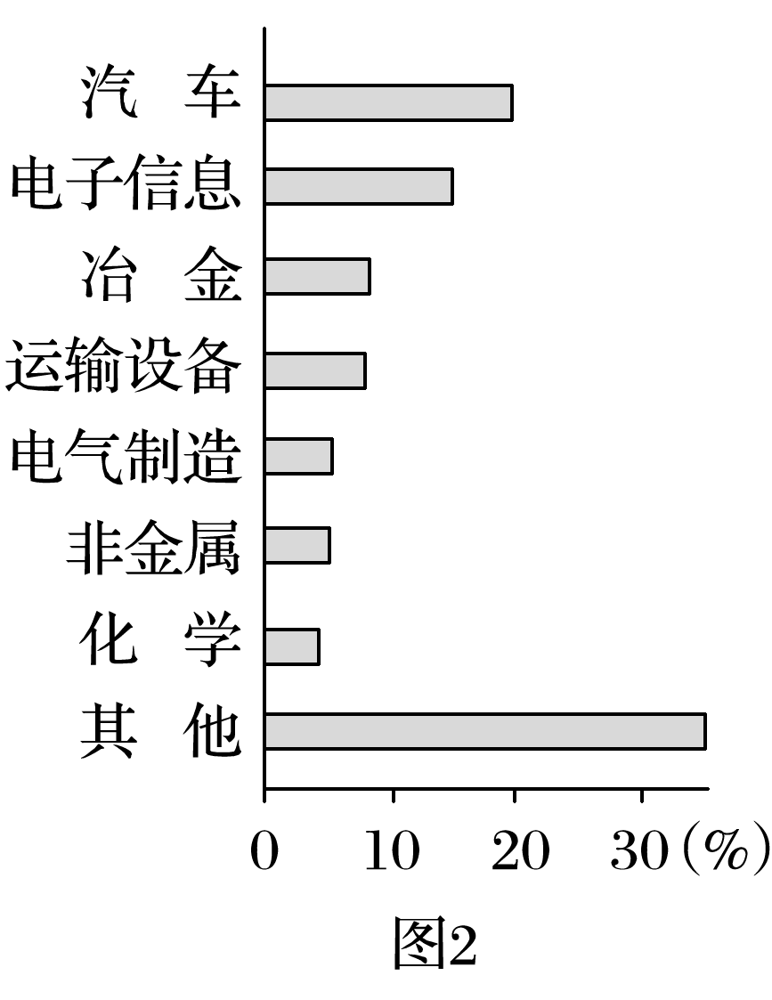 汽 车
电子信息
冶 金
运输设备
电气制造
非金属
化 学
其 他
0 10 20 30(%)
图2